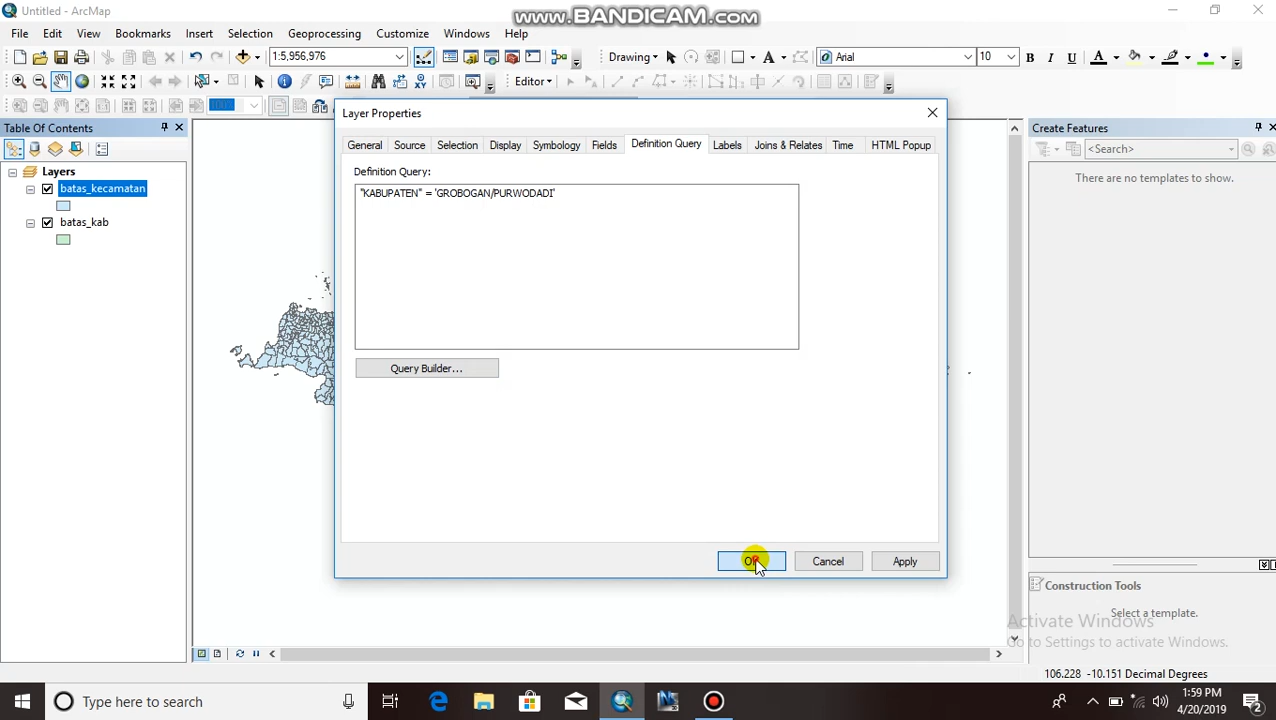 www.BANDICAM.com
Untitled - ArcMap
File Edit View Bookmarks Insert Selection Geoprocessing Customize Windows Help
1:5,956,976
Drawing
Arial
10
Editor
Layer Properties
Table Of Contents
Create Features
General Source Selection Display Symbology Fields Definition Query Labels Joins & Relates Time HTML Popup
<Search>
Layers
Definition Query:
There are no templates to show.
batas_kecamatan
"KABUPATEN" = 'GROBOGAN/PURWODADI'
batas_kab
Query Builder...
Cancel
Apply
Construction Tools
Select a template.
Activate Windows
Go to Settings to activate Windows.
106.228 -10.151 Decimal Degrees
Type here to search
1:59 PM
4/20/2019
2